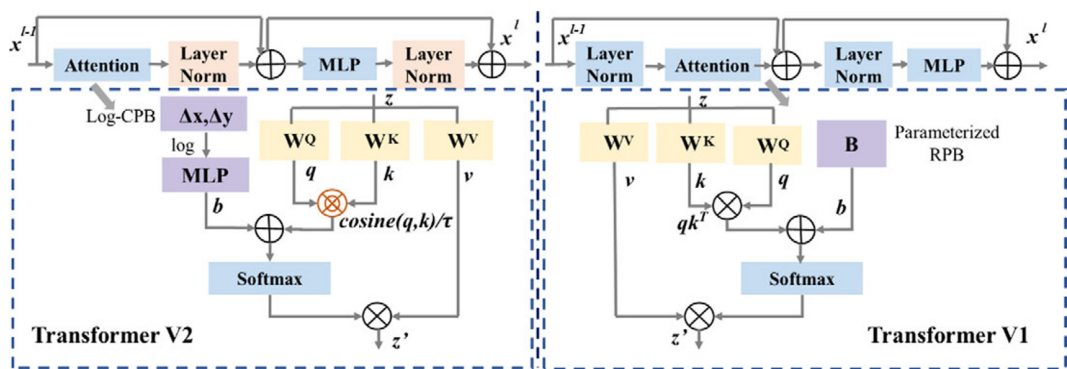 x^{l-1}
Attention
Layer
Norm
MLP
Layer
Norm
x^l
Log-CPB
Δx,Δy
log
MLP
b
z
W^Q
W^K
W^V
q
k
v
cosine(q,k)/τ
Softmax
Transformer V2
z'
x^{l-1}
Layer
Norm
Attention
Layer
Norm
MLP
x^l
z
W^V
W^K
W^Q
B
Parameterized
RPB
v
k
q
qk^T
b
Softmax
z'
Transformer V1